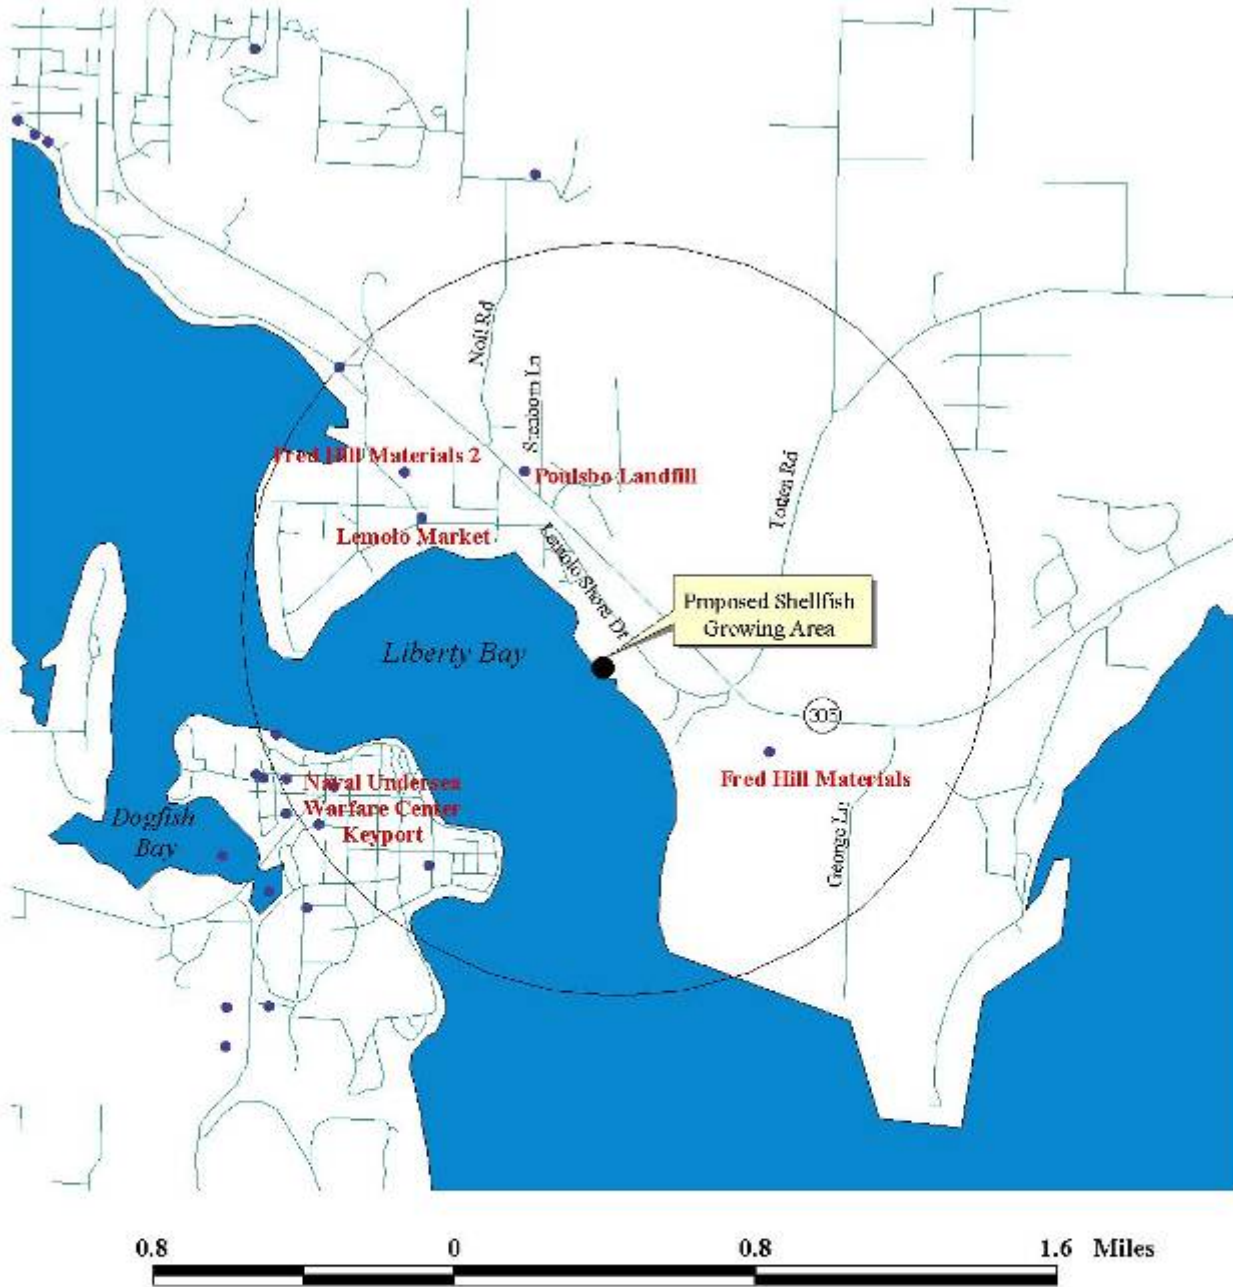 Noll Rd
Stenbom Ln
Fred Hill Materials 2
Poulsbo Landfill
Totten Rd
Lemolo Market
Lemolo Shore Dr
Proposed Shellfish
Growing Area
Liberty Bay
305
Fred Hill Materials
Naval Undersea
Warfare Center
Keyport
Dogfish
Bay
George Ln
0.8 0 0.8 1.6 Miles